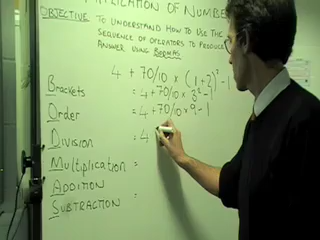 APPLICATION OF NUMBER
OBJECTIVE: TO UNDERSTAND HOW TO USE THE
SEQUENCE OF OPERATORS TO PRODUCE
ANSWER USING BODMAS
4 + 70/10 × (1+2)² - 1
BRACKETS = 4 + 70/10 × 3² - 1
ORDER = 4 + 70/10 × 9 - 1
DIVISION = 4
MULTIPLICATION =
ADDITION
SUBTRACTION =